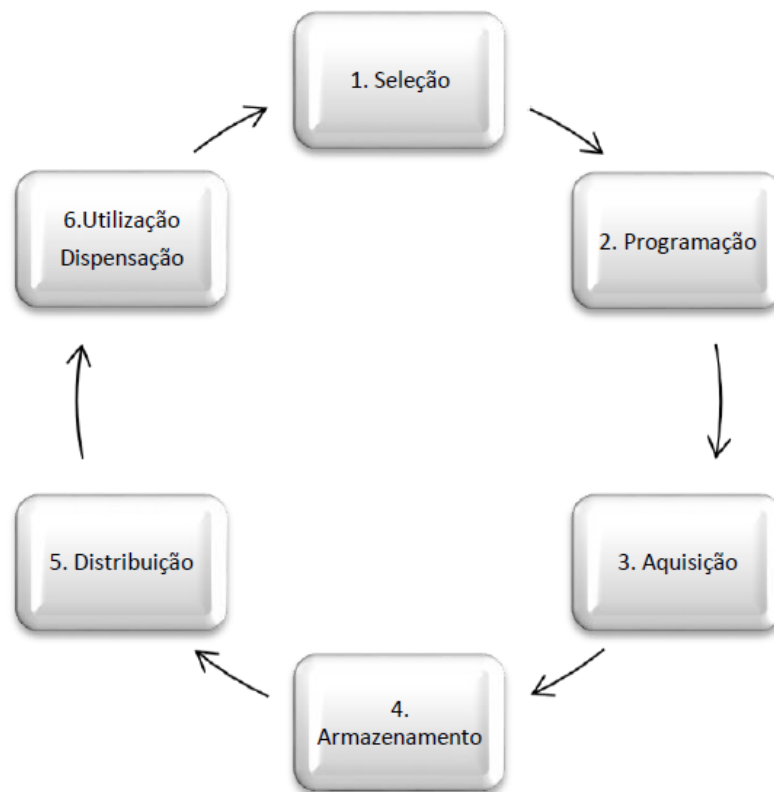 1. Seleção
2. Programação
3. Aquisição
4.
Armazenamento
5. Distribuição
6.Utilização
Dispensação